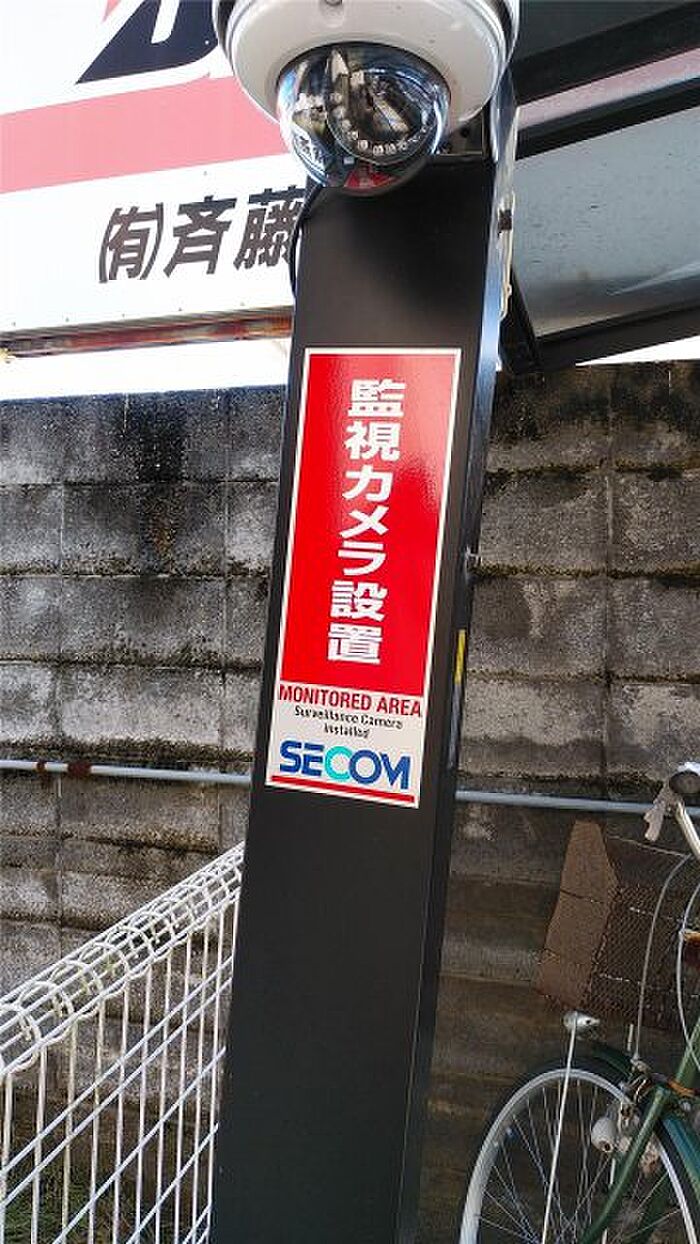 ㈲斉藤
監視カメラ設置
MONITORED AREA
Surveillance Camera
Installed
SECOM